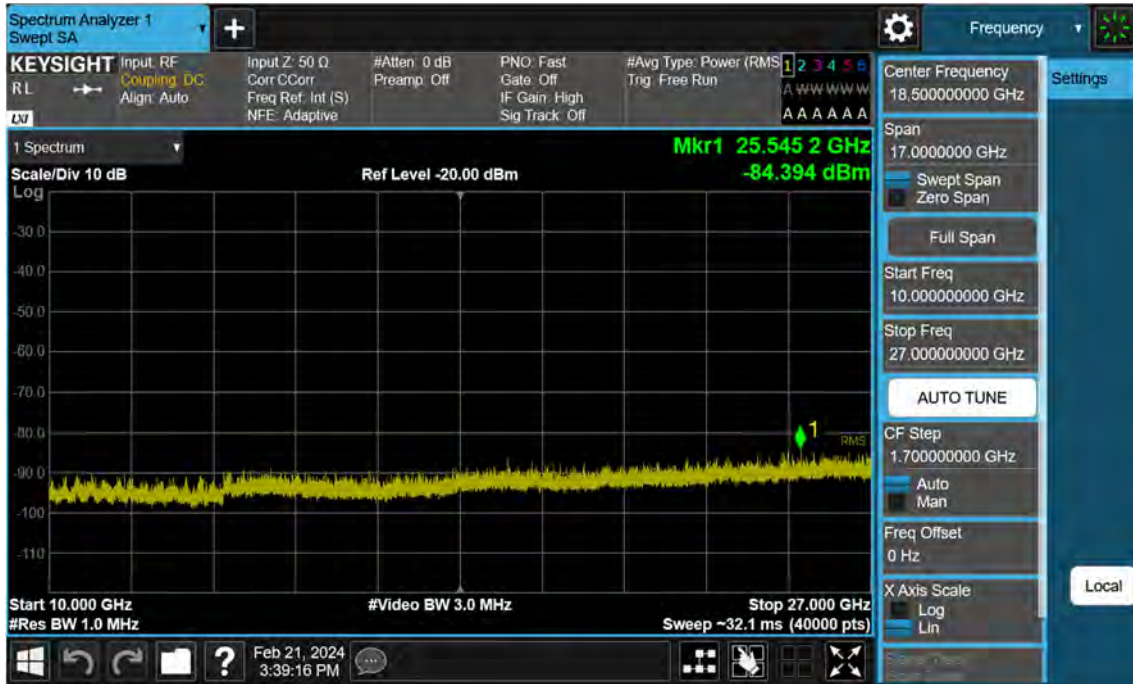 Spectrum Analyzer 1
Swept SA
Frequency
KEYSIGHT
RL
LXI
Input: RF
Coupling: DC
Align: Auto
Input Z: 50 Ω
Corr CCorr
Freq Ref: Int (S)
NFE: Adaptive
#Atten: 0 dB
Preamp: Off
PNO: Fast
Gate: Off
IF Gain: High
Sig Track: Off
#Avg Type: Power (RMS
Trig: Free Run
1 2 3 4 5 6
A W W W W W
A A A A A A
1 Spectrum
Scale/Div 10 dB
Ref Level -20.00 dBm
Mkr1 25.545 2 GHz
-84.394 dBm
Log
-30.0
-40.0
-50.0
-60.0
-70.0
-80.0
-90.0
-100
-110
1
RMS
Start 10.000 GHz
#Res BW 1.0 MHz
#Video BW 3.0 MHz
Stop 27.000 GHz
Sweep ~32.1 ms (40000 pts)
Center Frequency
18.500000000 GHz
Span
17.0000000 GHz
Swept Span
Zero Span
Full Span
Start Freq
10.000000000 GHz
Stop Freq
27.000000000 GHz
AUTO TUNE
CF Step
1.700000000 GHz
Auto
Man
Freq Offset
0 Hz
X Axis Scale
Log
Lin
Settings
Local
?
Feb 21, 2024
3:39:16 PM